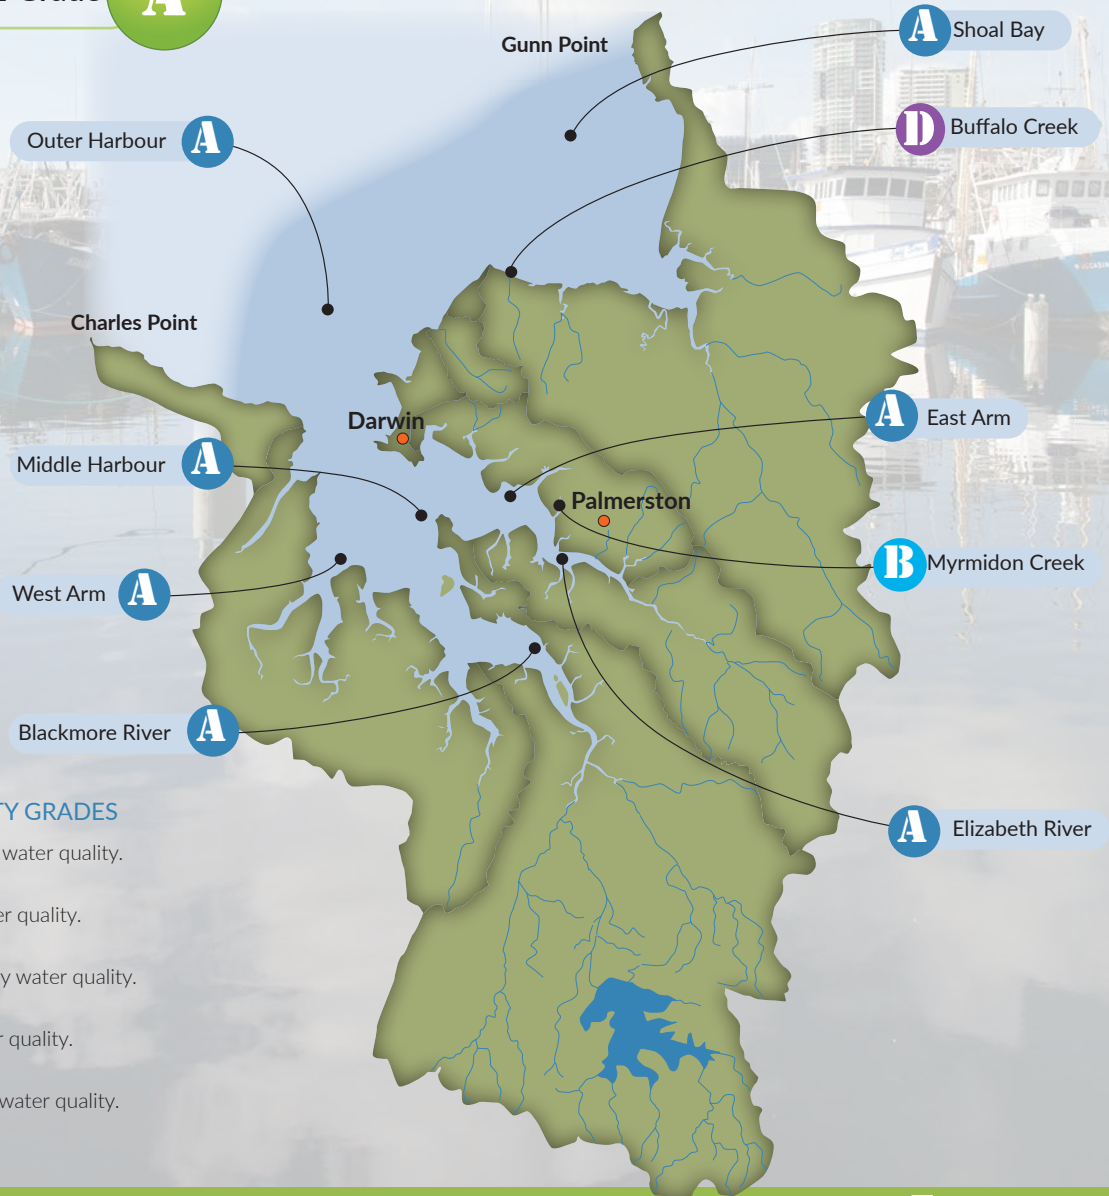 A
Gunn Point
A Shoal Bay
D Buffalo Creek
Outer Harbour A
Charles Point
Darwin
A East Arm
Middle Harbour A
Palmerston
B Myrmidon Creek
West Arm A
Blackmore River A
GRADES
water quality.
A Elizabeth River
quality.
water quality.
quality.
water quality.